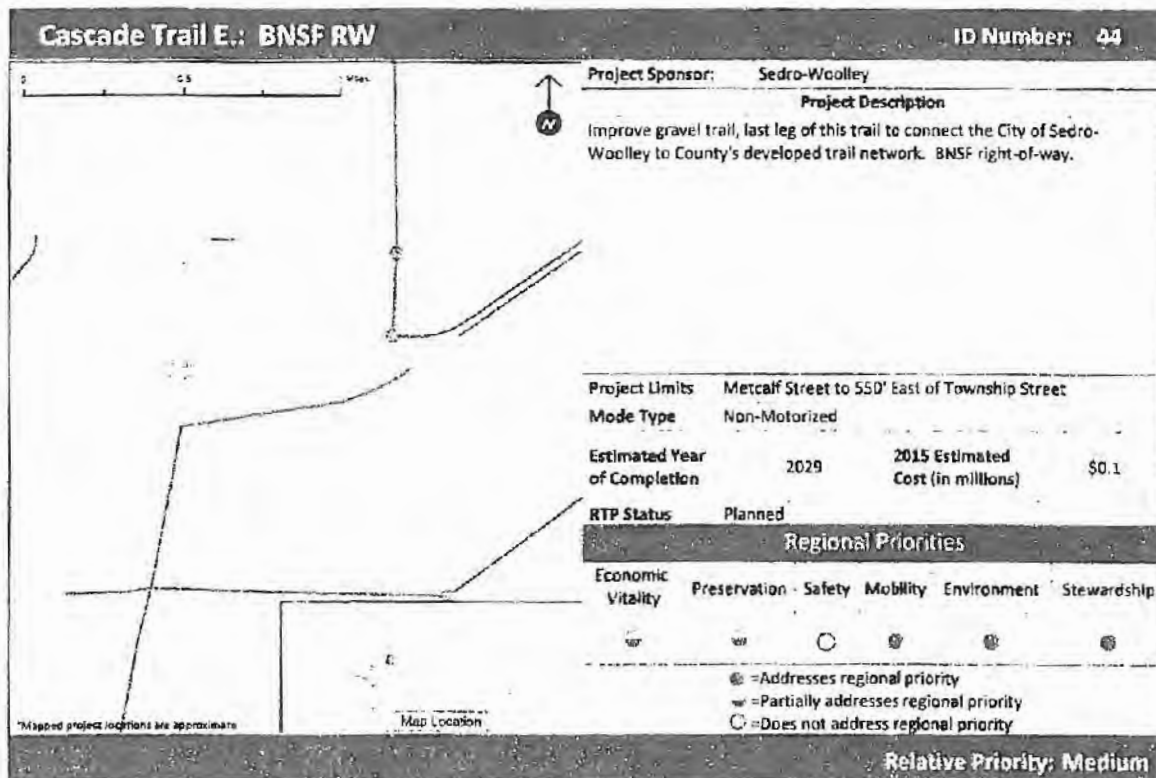 Cascade Trail E.: BNSF RW
ID Number: 44
0 0.5 Miles
N
Project Sponsor: Sedro-Woolley
Project Description
Improve gravel trail, last leg of this trail to connect the City of Sedro-
Woolley to County's developed trail network. BNSF right-of-way.
Project Limits Metcalf Street to 550' East of Township Street
Mode Type Non-Motorized
Estimated Year
of Completion
2029
2015 Estimated
Cost (in millions)
$0.1
RTP Status Planned
Regional Priorities
Economic
Vitality
Preservation Safety Mobility Environment Stewardship
=Addresses regional priority
=Partially addresses regional priority
=Does not address regional priority
*Mapped project locations are approximate
Map Location
Relative Priority: Medium